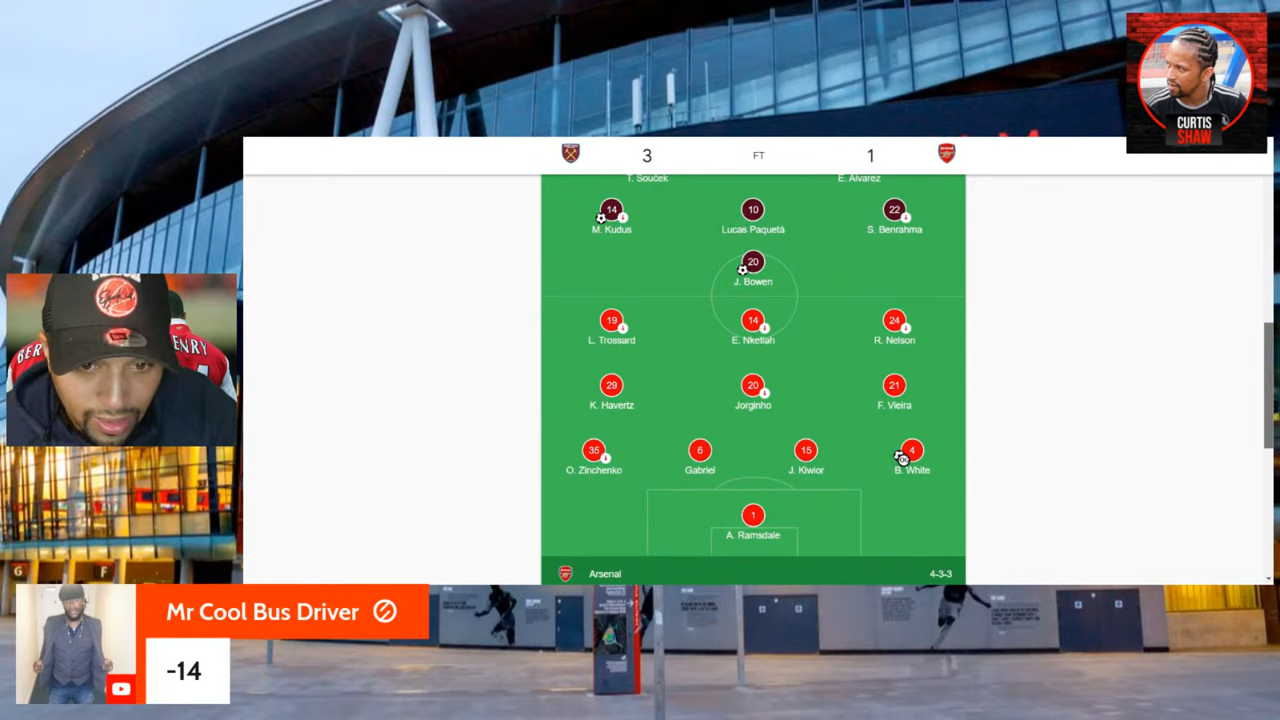 CURTIS
SHAW
3 FT 1
T. Souček E. Álvarez
14 10 22
M. Kudus Lucas Paquetá S. Benrahma
20
J. Bowen
19 14 24
L. Trossard E. Nketiah R. Nelson
29 20 21
K. Havertz Jorginho F. Vieira
35 6 15 4
O. Zinchenko Gabriel J. Kiwior B. White
1
A. Ramsdale
Arsenal 4-3-3
BER
ENRY
G F
Mr Cool Bus Driver
-14